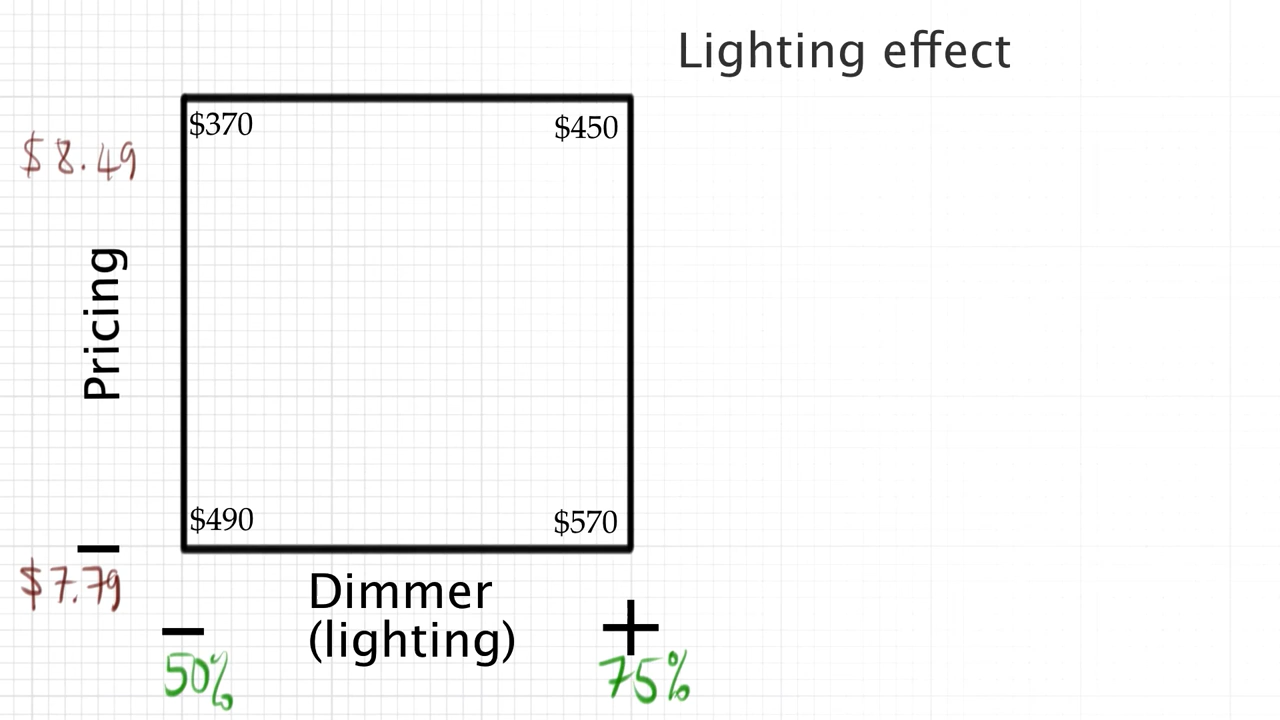 Lighting effect
$370
$450
$8.49
Pricing
$490
$570
−
$7.79
Dimmer
(lighting)
−
+
50%
75%